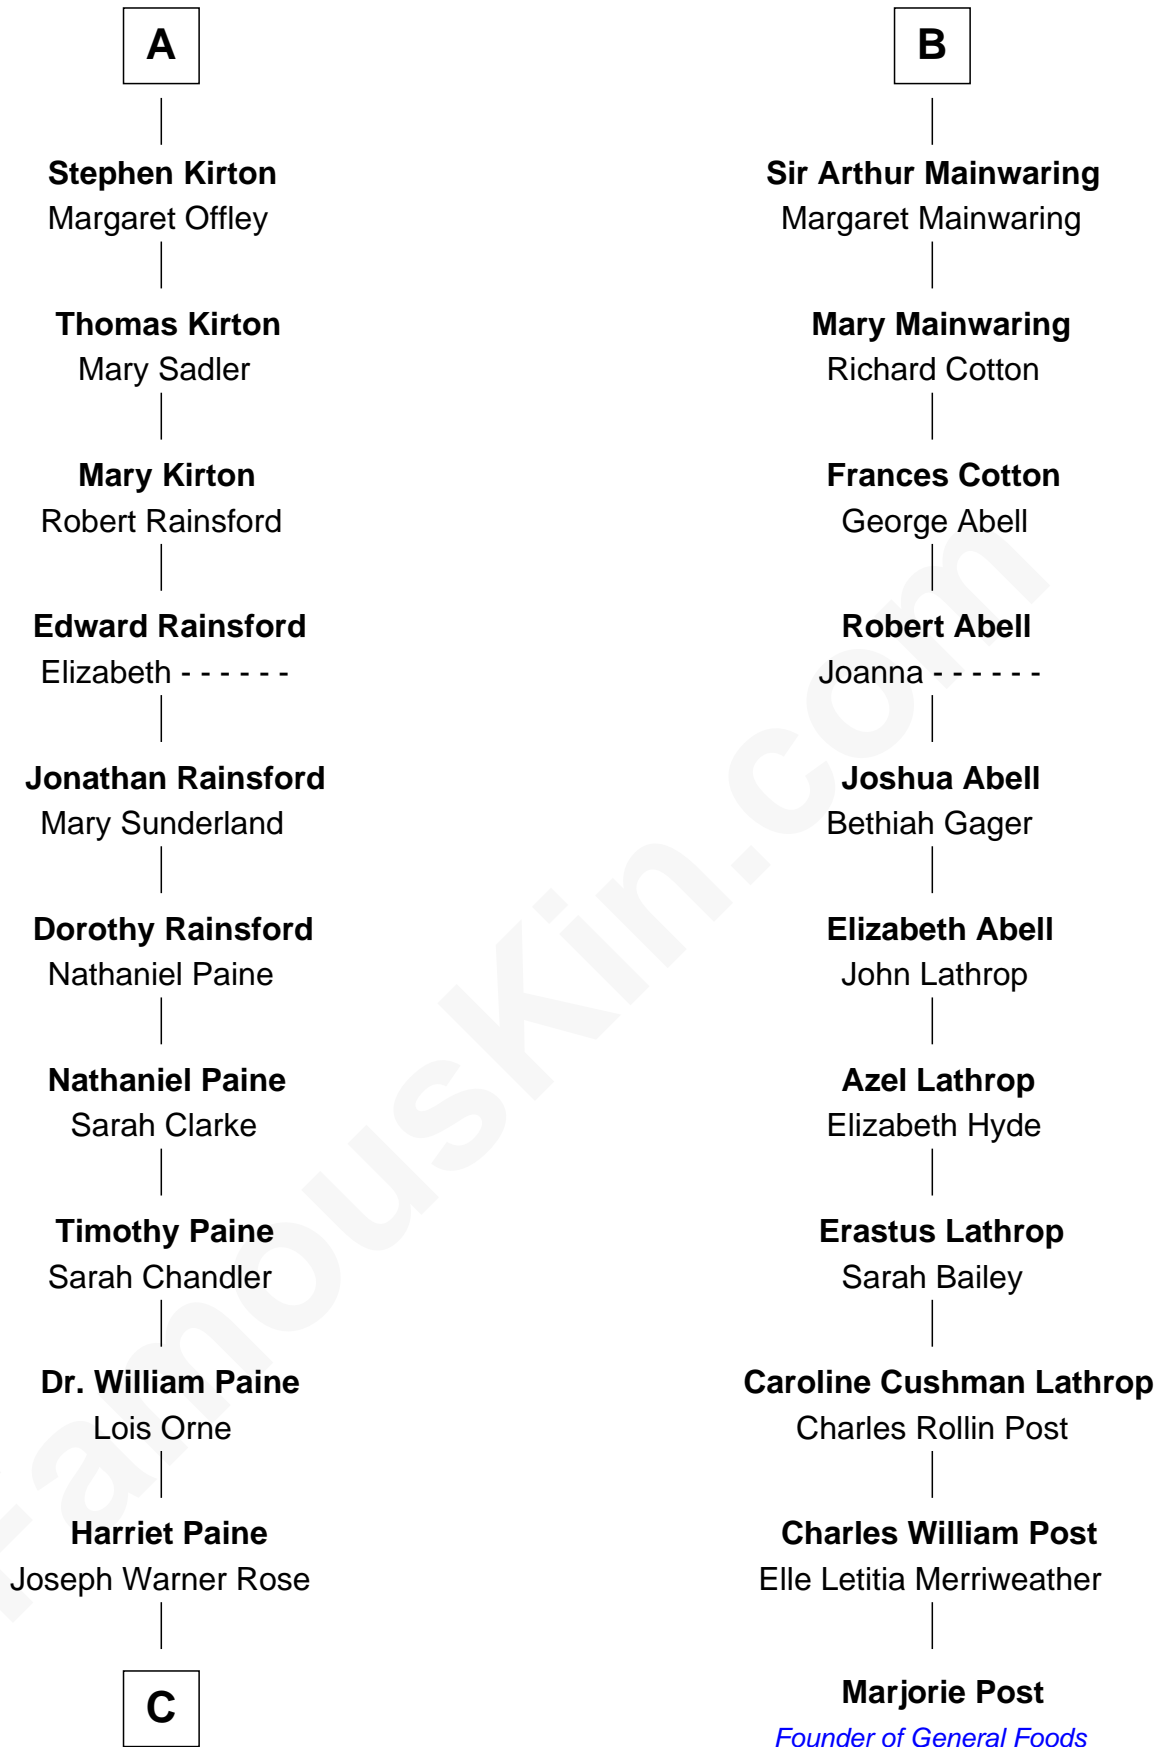 A
Stephen Kirton
Margaret Offley
Thomas Kirton
Mary Sadler
Mary Kirton
Robert Rainsford
Edward Rainsford
Elizabeth - - - - - -
Jonathan Rainsford
Mary Sunderland
Dorothy Rainsford
Nathaniel Paine
Nathaniel Paine
Sarah Clarke
Timothy Paine
Sarah Chandler
Dr. William Paine
Lois Orne
Harriet Paine
Joseph Warner Rose
C
B
Sir Arthur Mainwaring
Margaret Mainwaring
Mary Mainwaring
Richard Cotton
Frances Cotton
George Abell
Robert Abell
Joanna - - - - - -
Joshua Abell
Bethiah Gager
Elizabeth Abell
John Lathrop
Azel Lathrop
Elizabeth Hyde
Erastus Lathrop
Sarah Bailey
Caroline Cushman Lathrop
Charles Rollin Post
Charles William Post
Elle Letitia Merriweather
Marjorie Post
Founder of General Foods
FamousKin.com